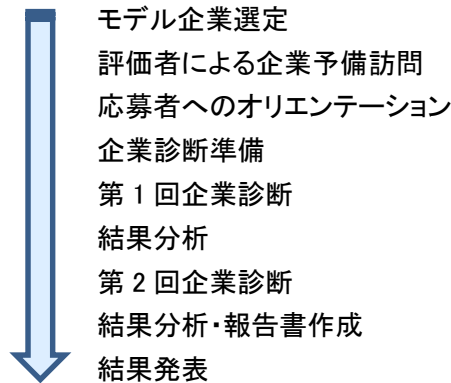 モデル企業選定
評価者による企業予備訪問
応募者へのオリエンテーション
企業診断準備
第 1 回企業診断
結果分析
第 2 回企業診断
結果分析・報告書作成
結果発表